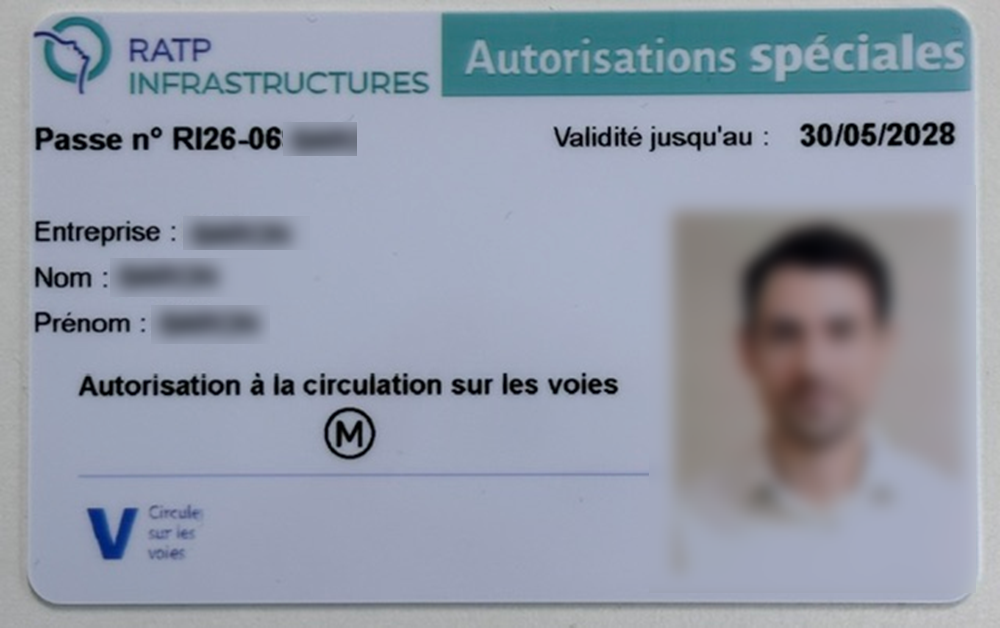 RATP
INFRASTRUCTURES
Autorisations spéciales
Passe n° RI26-06
Validité jusqu'au : 30/05/2028
Entreprise :
Nom :
Prénom :
Autorisation à la circulation sur les voies
M
V
Circule
sur les
voies